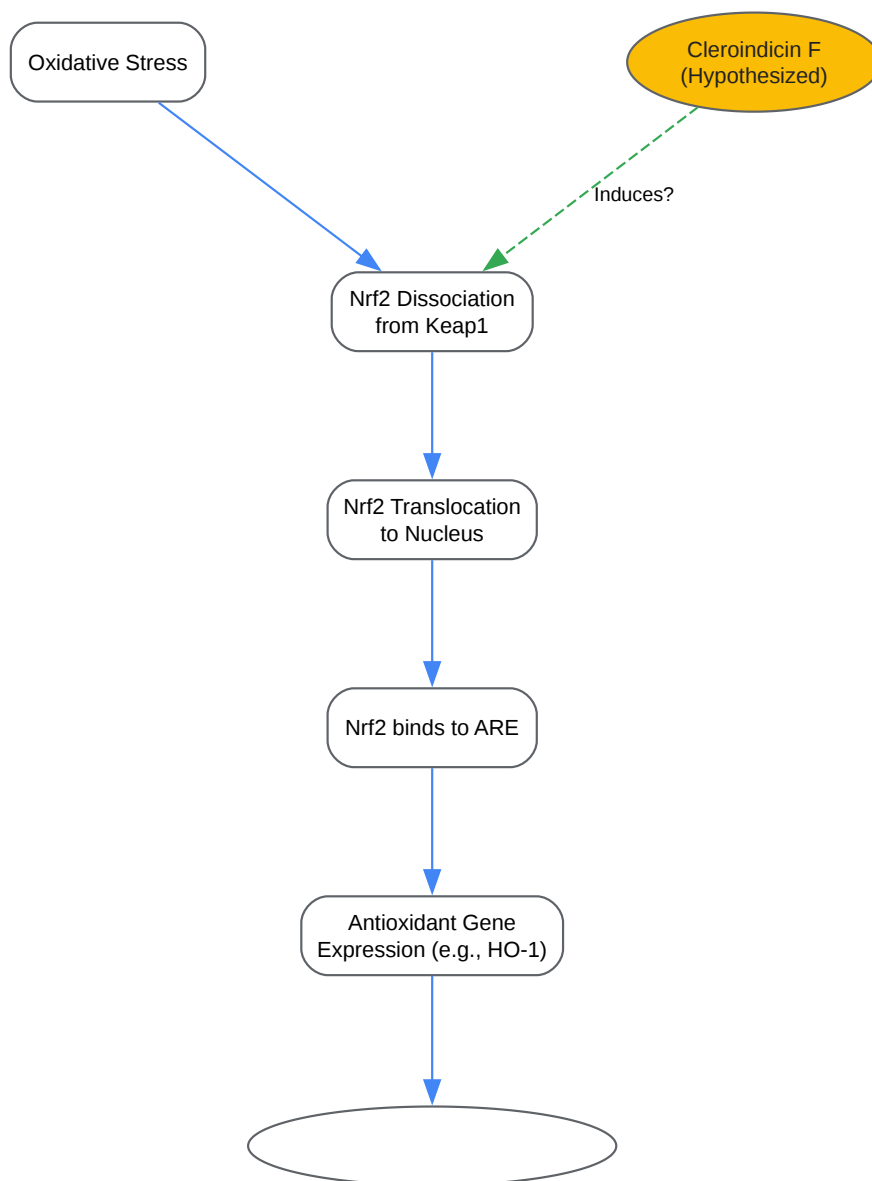 Oxidative Stress
Cleroindicin F
(Hypothesized)
Induces?
Nrf2 Dissociation
from Keap1
Nrf2 Translocation
to Nucleus
Nrf2 binds to ARE
Antioxidant Gene
Expression (e.g., HO-1)